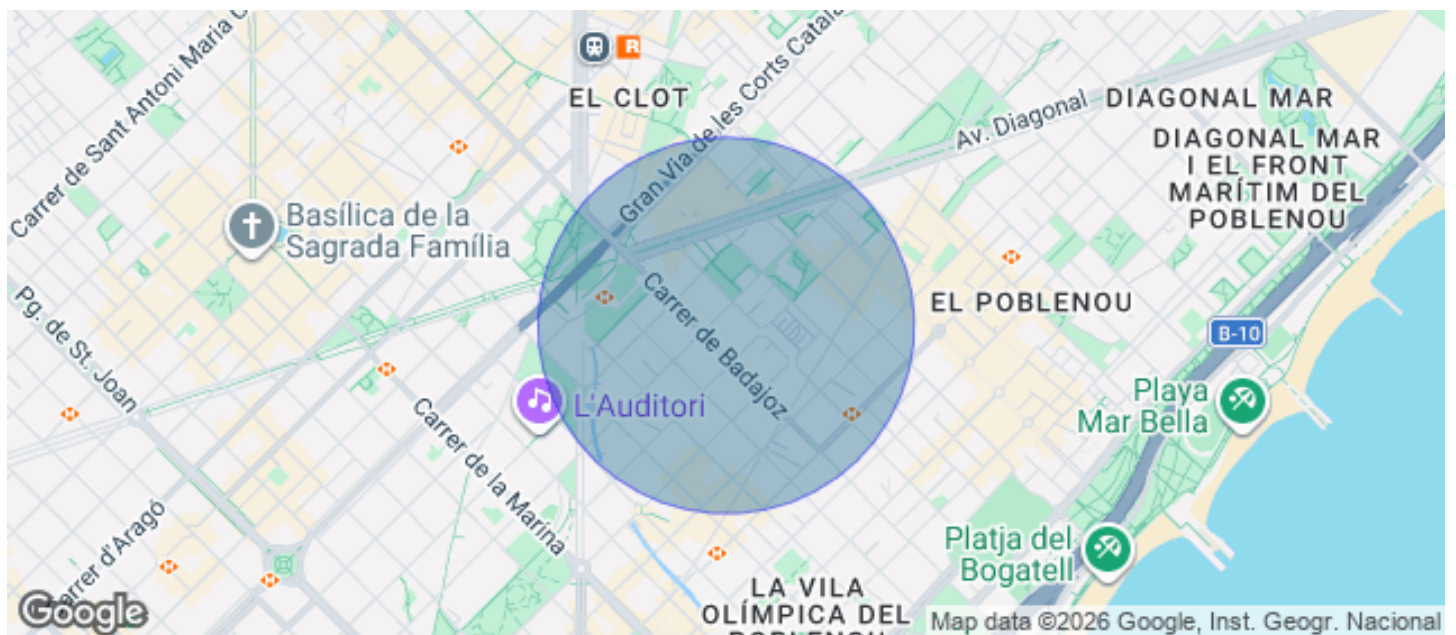 Carrer de Sant Antoni Maria C
EL CLOT
Gran Via de les Corts Catala
Av. Diagonal
DIAGONAL MAR
DIAGONAL MAR
I EL FRONT
MARÍTIM DEL
POBLENOU
Basílica de la
Sagrada Família
Carrer de Badajoz
EL POBLENOU
B-10
Pg. de St. Joan
L'Auditori
Carrer de la Marina
Playa
Mar Bella
Carrer d'Aragó
Platja del
Bogatell
LA VILA
OLÍMPICA DEL
POBLENOU
Google
Map data ©2026 Google, Inst. Geogr. Nacional